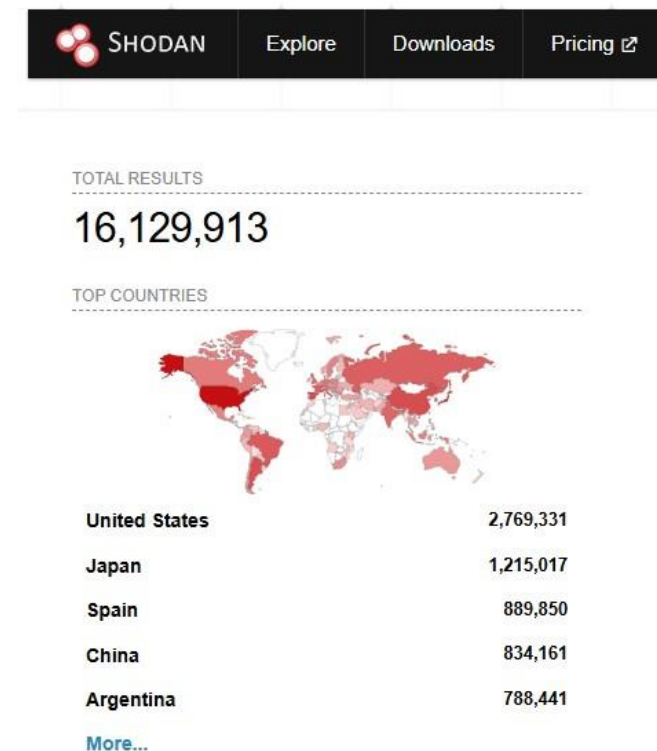 SHODAN Explore Downloads Pricing
TOTAL RESULTS
16,129,913
TOP COUNTRIES
United States 2,769,331
Japan 1,215,017
Spain 889,850
China 834,161
Argentina 788,441
More...